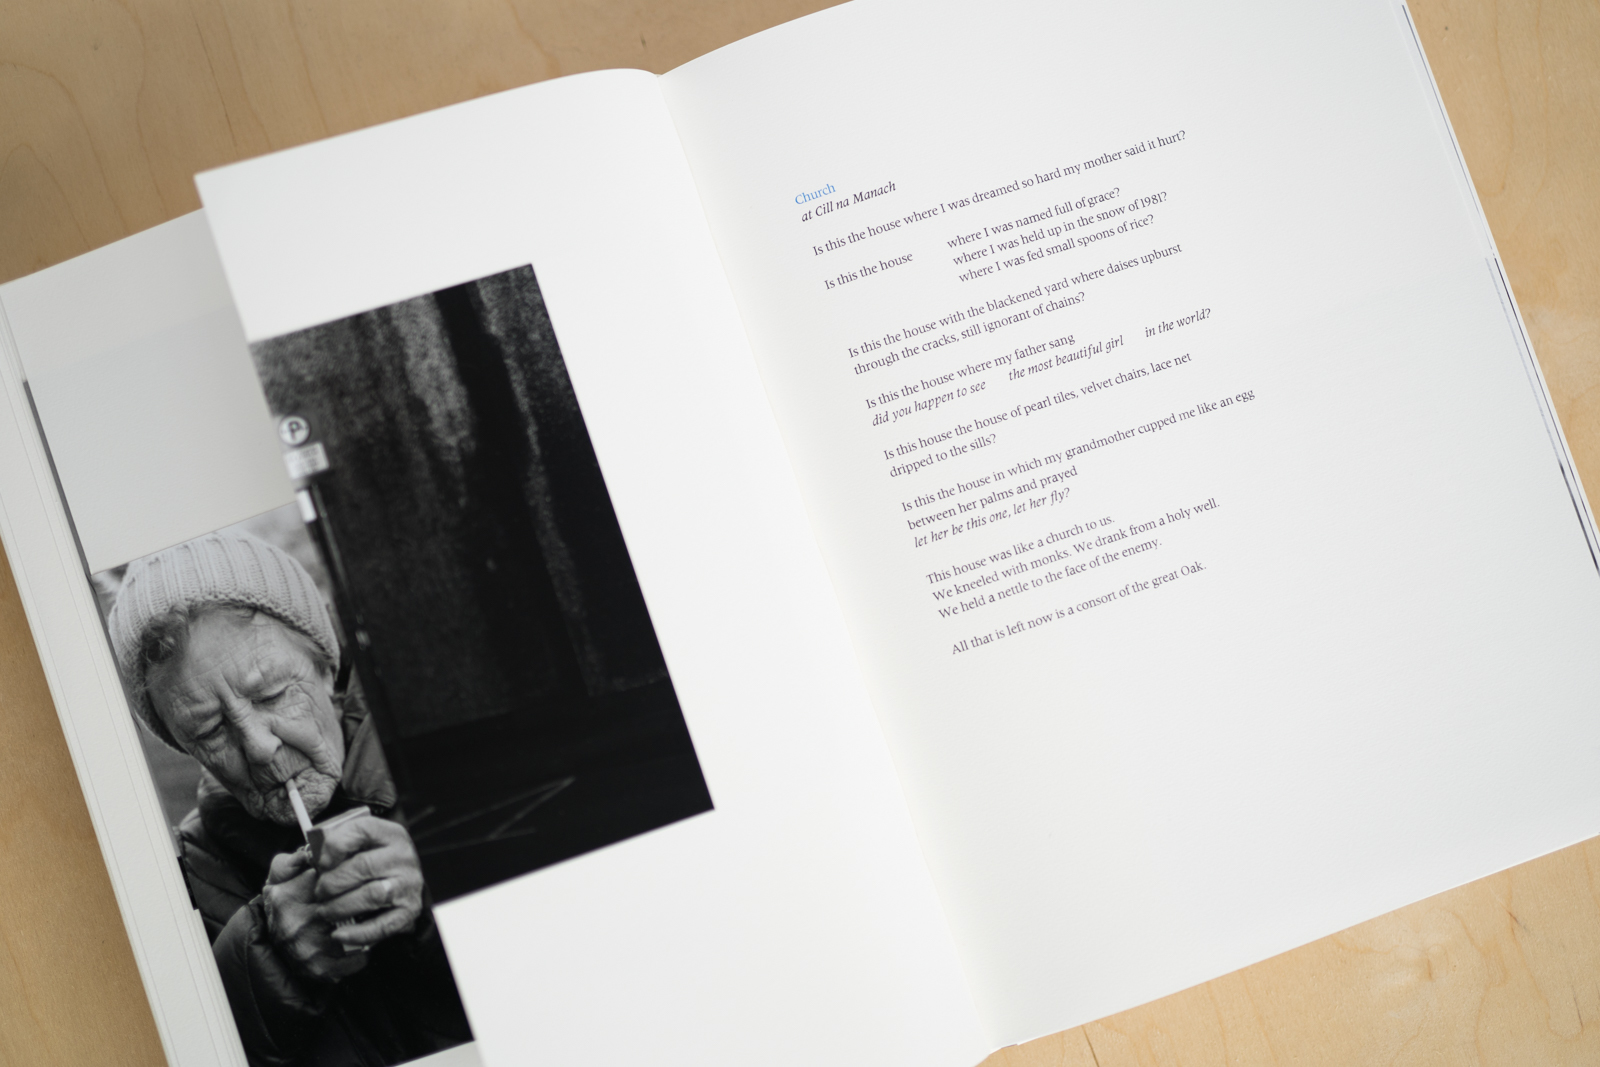 Church
at Cill na Manach
Is this the house where I was dreamed so hard my mother said it hurt?
where I was named full of grace?
Is this the house where I was held up in the snow of 1981?
where I was fed small spoons of rice?
Is this the house with the blackened yard where daises upburst
through the cracks, still ignorant of chains?
Is this the house where my father sang
did you happen to see the most beautiful girl in the world?
Is this house the house of pearl tiles, velvet chairs, lace net
dripped to the sills?
Is this the house in which my grandmother cupped me like an egg
between her palms and prayed
let her be this one, let her fly?
This house was like a church to us.
We kneeled with monks. We drank from a holy well.
We held a nettle to the face of the enemy.
All that is left now is a consort of the great Oak.
P